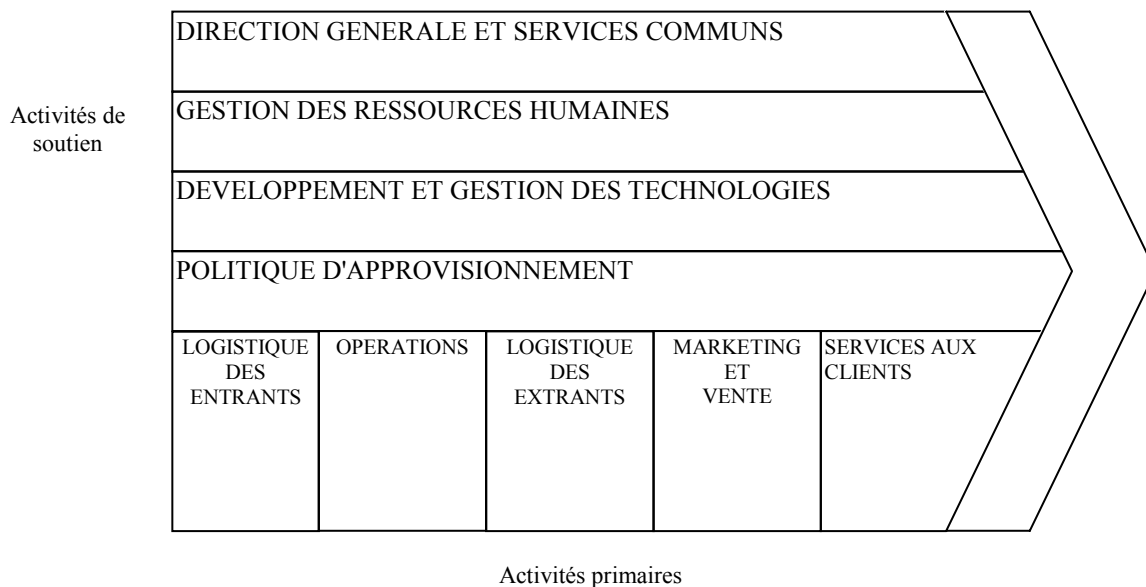 DIRECTION GENERALE ET SERVICES COMMUNS
Activités de
soutien
GESTION DES RESSOURCES HUMAINES
DEVELOPPEMENT ET GESTION DES TECHNOLOGIES
POLITIQUE D'APPROVISIONNEMENT
LOGISTIQUE
DES
ENTRANTS
OPERATIONS
LOGISTIQUE
DES
EXTRANTS
MARKETING
ET
VENTE
SERVICES AUX
CLIENTS
Activités primaires